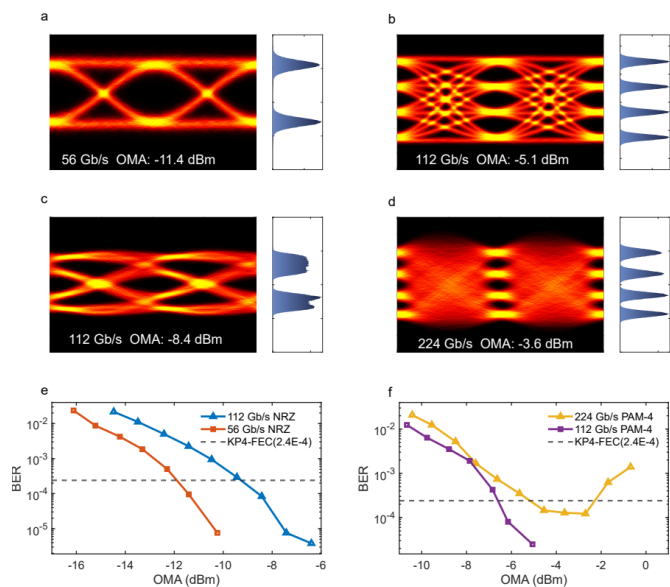 a
b
56 Gb/s OMA: -11.4 dBm
112 Gb/s OMA: -5.1 dBm
c
d
112 Gb/s OMA: -8.4 dBm
224 Gb/s OMA: -3.6 dBm
e
BER
10⁻²
10⁻³
10⁻⁴
10⁻⁵
112 Gb/s NRZ
56 Gb/s NRZ
KP4-FEC(2.4E-4)
-16 -14 -12 -10 -8 -6
OMA (dBm)
f
BER
10⁻²
10⁻³
10⁻⁴
224 Gb/s PAM-4
112 Gb/s PAM-4
KP4-FEC(2.4E-4)
-10 -8 -6 -4 -2 0
OMA (dBm)